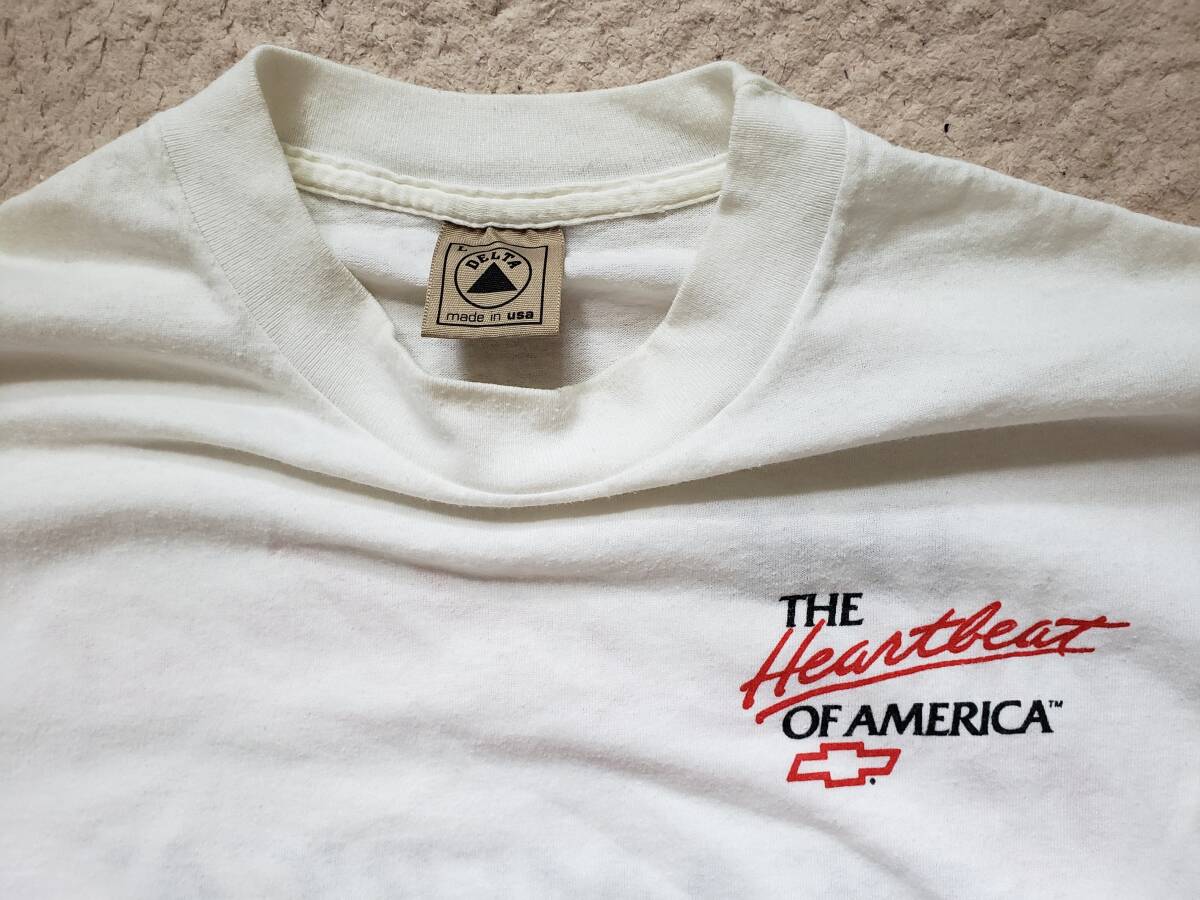 L
DELTA
made in usa
THE
Heartbeat
OF AMERICA™